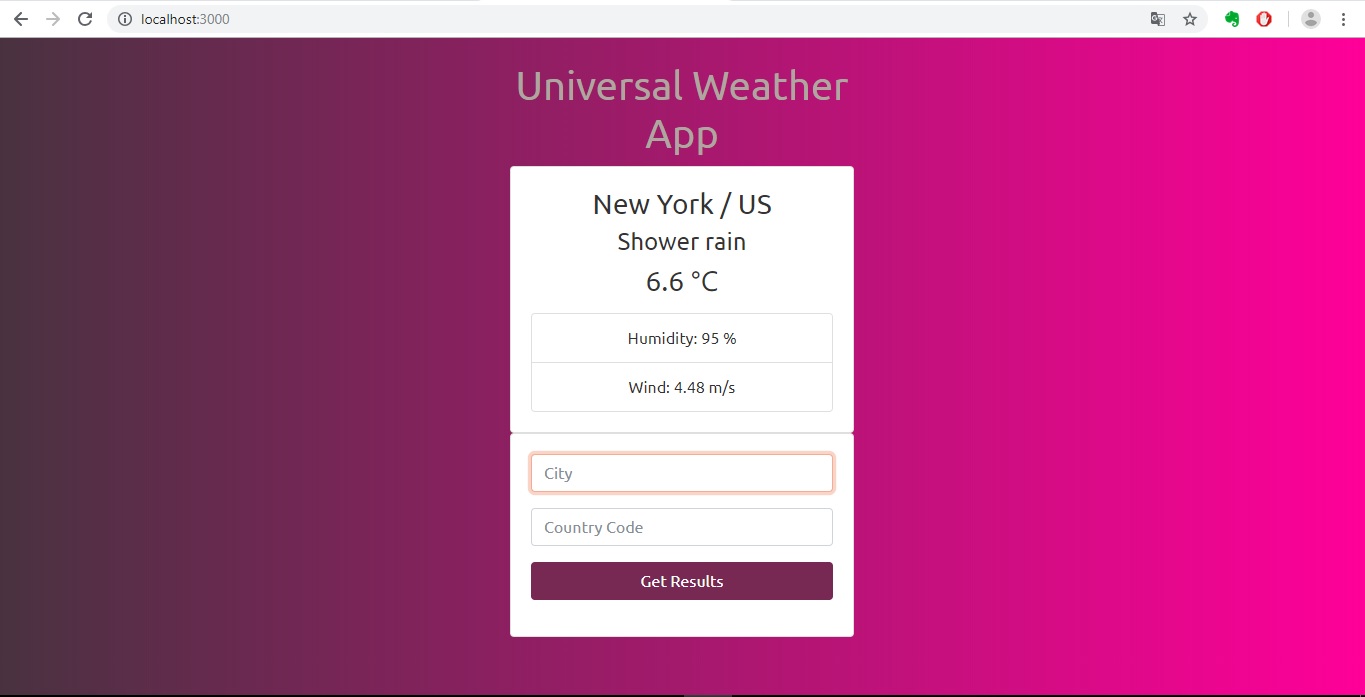 localhost:3000
Universal Weather
App
New York / US
Shower rain
6.6 °C
Humidity: 95 %
Wind: 4.48 m/s
City
Country Code
Get Results